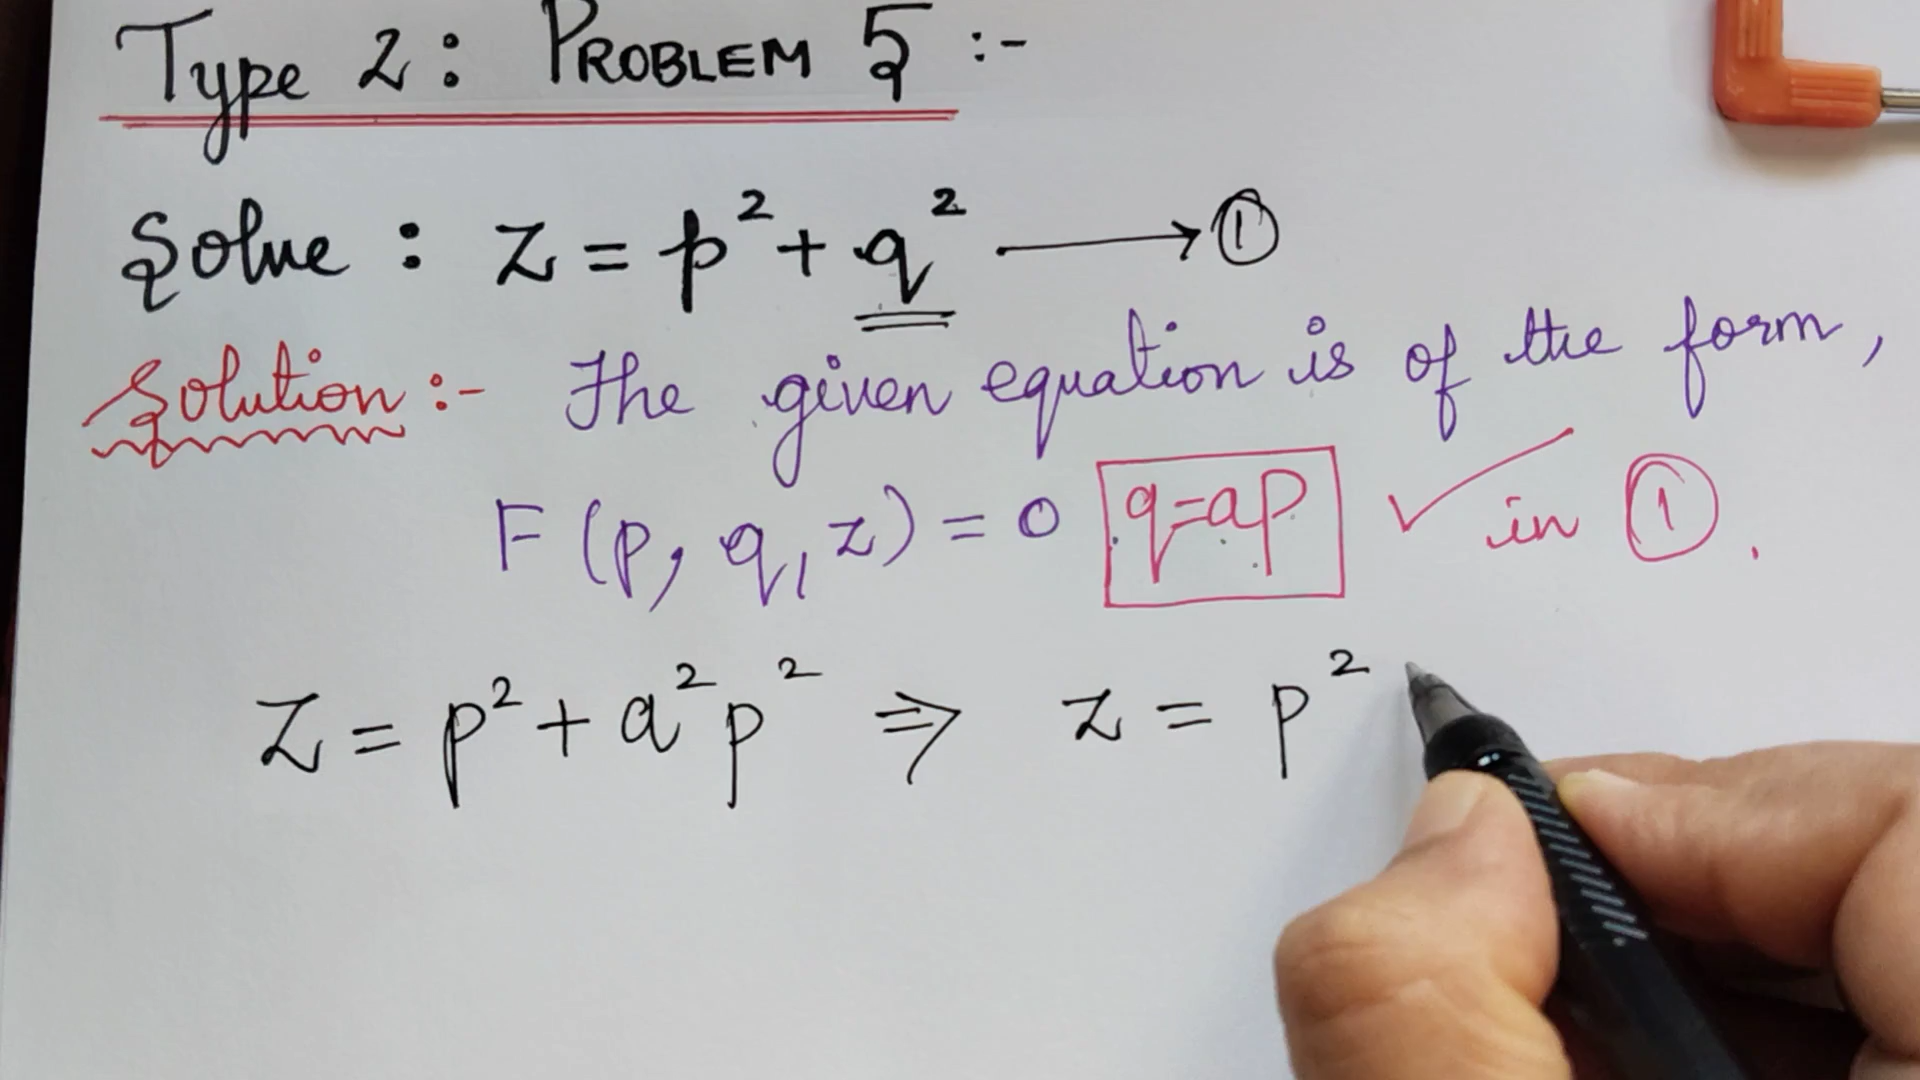 Type 2: PROBLEM 5 :-
Solve : z = p² + q² ⟶ ①
Solution :- The given equation is of the form,
F (p, q, z) = 0 q=ap ✓ in ①.
z = p² + a²p² ⇒ z = p²